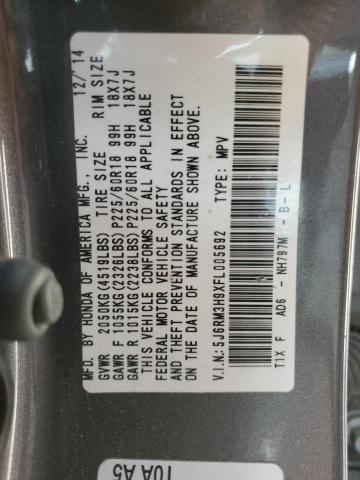 MFD. BY HONDA OF AMERICA MFG., INC. 12/14
TIRE SIZE RIM SIZE
GVWR 2050KG(4519LBS)
GAWR F 1035KG(2326LBS) P225/60R18 99H 18X7J
GAWR R 1015KG(2238LBS) P225/60R18 99H 18X7J
THIS VEHICLE CONFORMS TO ALL APPLICABLE
FEDERAL MOTOR VEHICLE SAFETY
AND THEFT PREVENTION STANDARDS IN EFFECT
ON THE DATE OF MANUFACTURE SHOWN ABOVE.
V.I.N.: 5J6RM3H9XFL005692 TYPE: MPV
T1X F AD6 - NH797M - B-L
10A A5